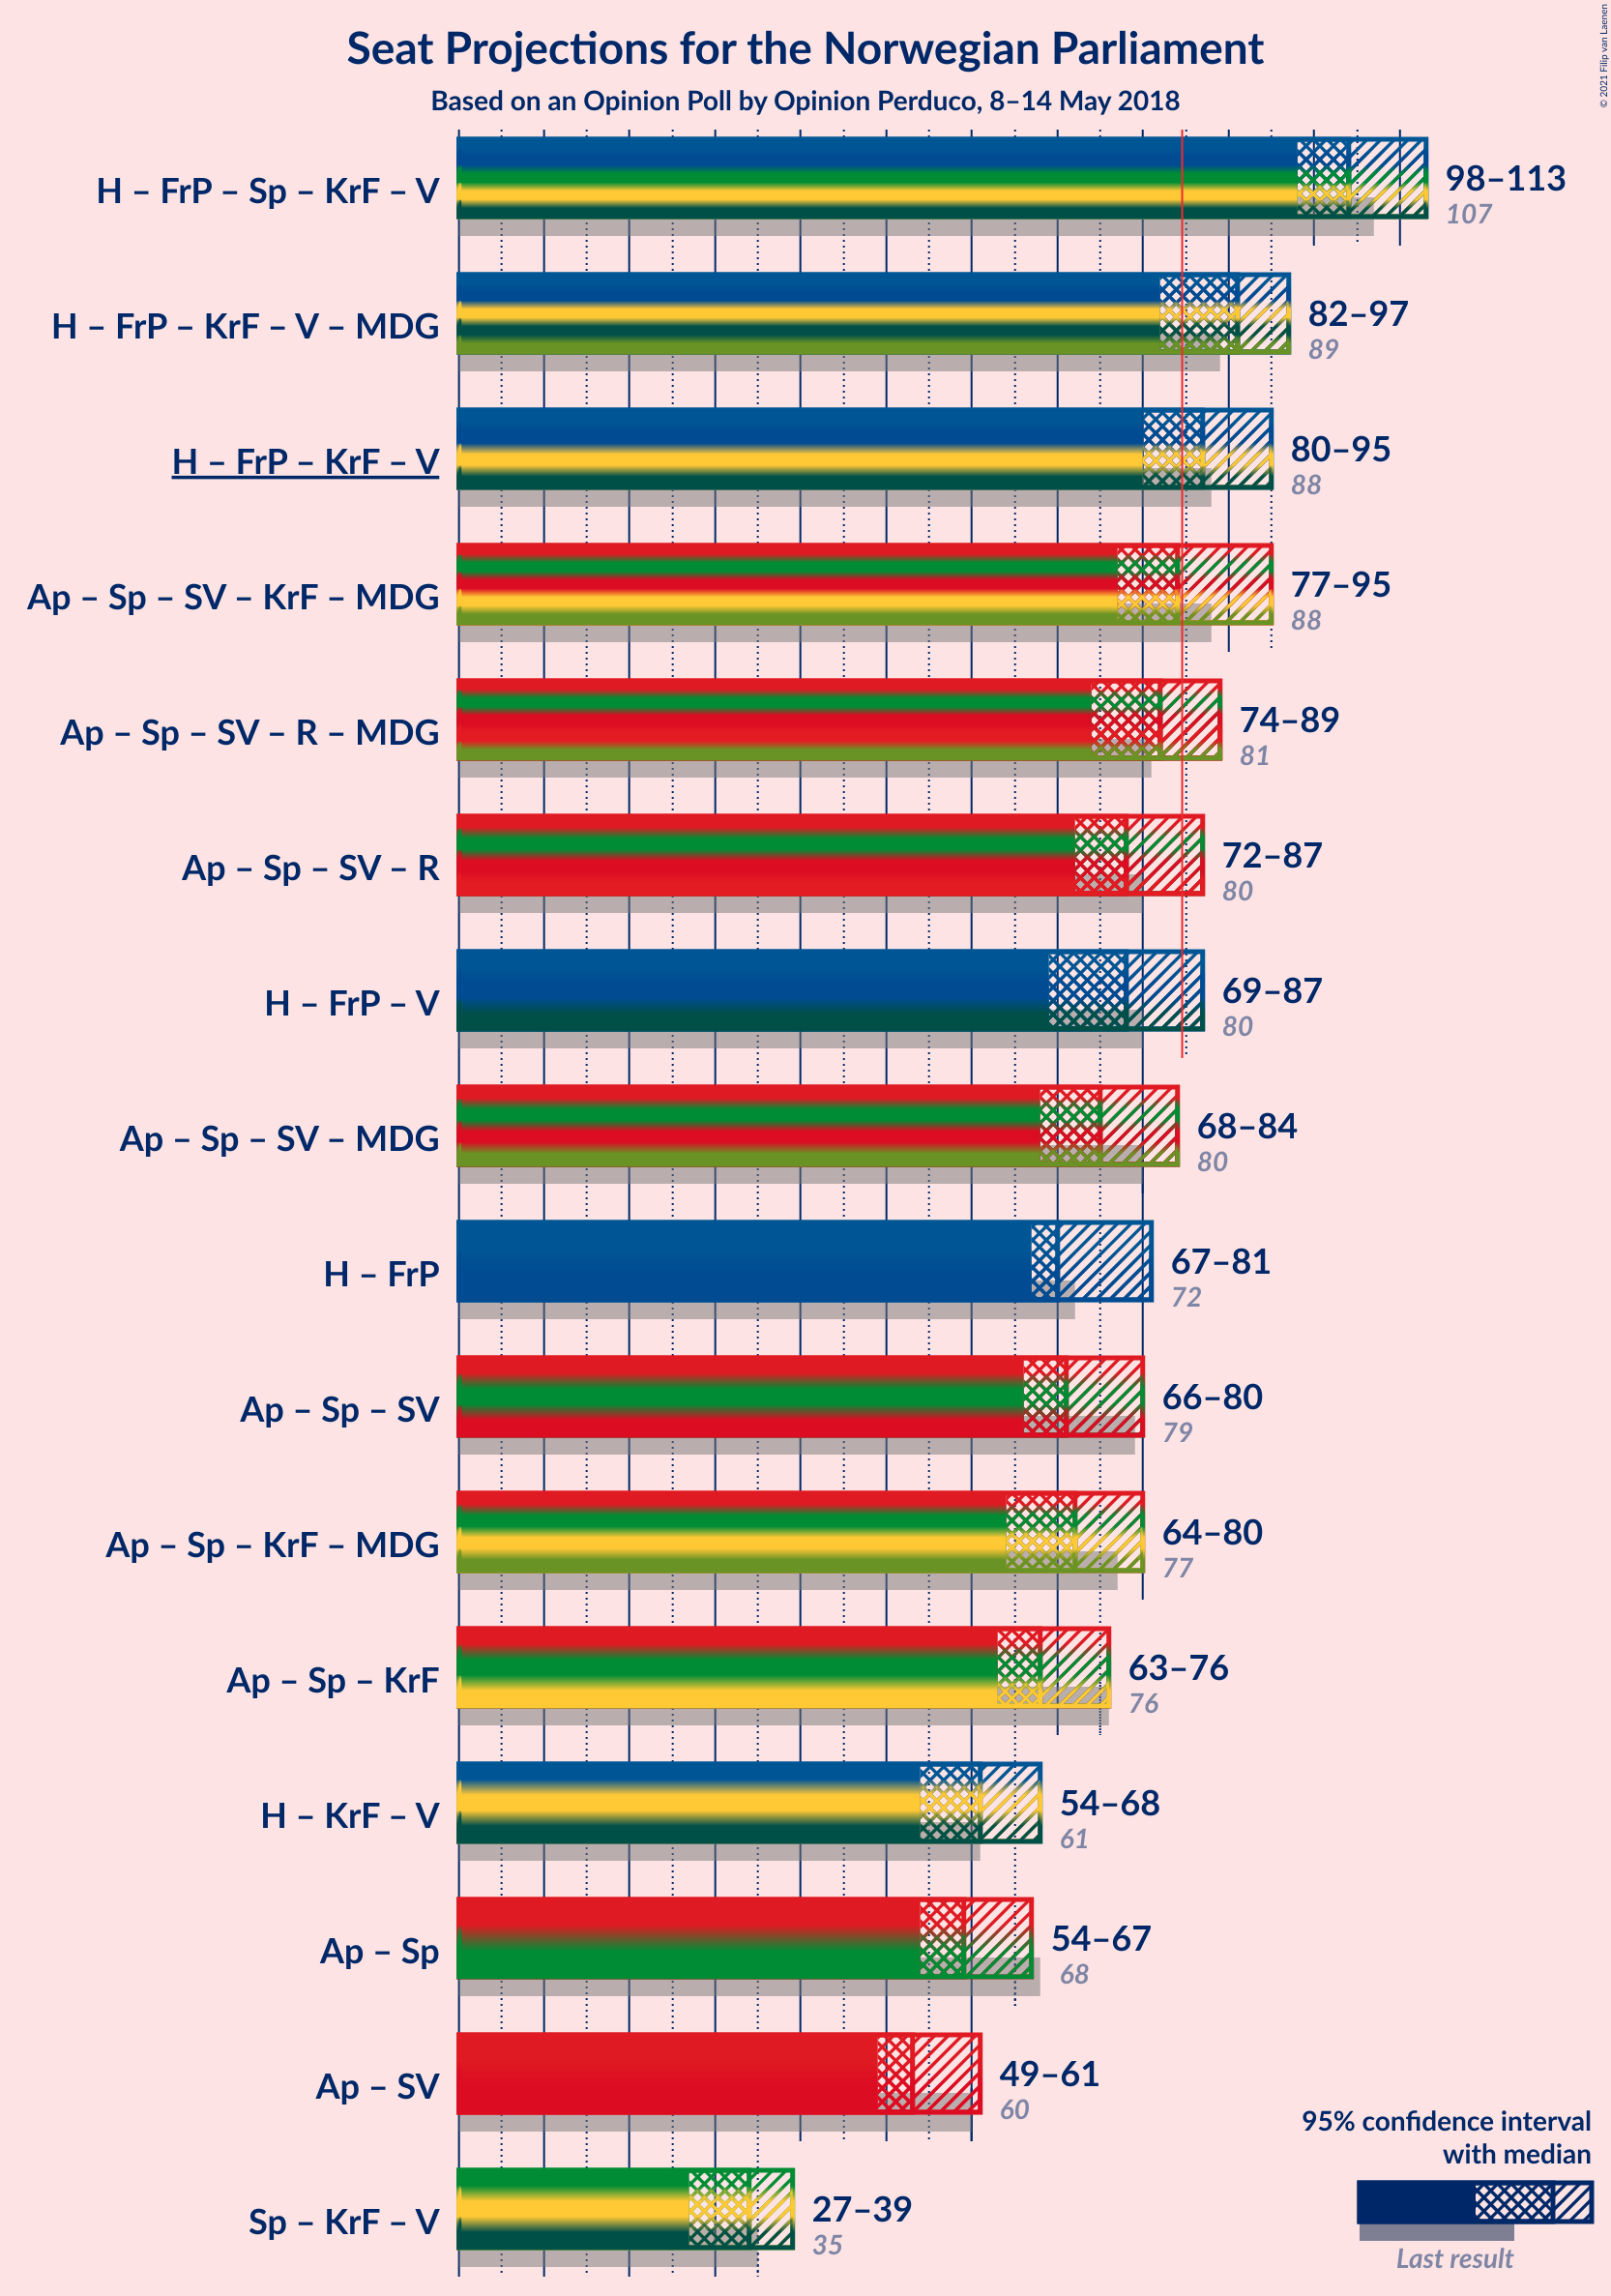 Seat Projections for the Norwegian Parliament
Based on an Opinion Poll by Opinion Perduco, 8–14 May 2018
© 2021 Filip van Laenen
H – FrP – Sp – KrF – V
98–113
107
H – FrP – KrF – V – MDG
82–97
89
H – FrP – KrF – V
80–95
88
Ap – Sp – SV – KrF – MDG
77–95
88
Ap – Sp – SV – R – MDG
74–89
81
Ap – Sp – SV – R
72–87
80
H – FrP – V
69–87
80
Ap – Sp – SV – MDG
68–84
80
H – FrP
67–81
72
Ap – Sp – SV
66–80
79
Ap – Sp – KrF – MDG
64–80
77
Ap – Sp – KrF
63–76
76
H – KrF – V
54–68
61
Ap – Sp
54–67
68
Ap – SV
49–61
60
Sp – KrF – V
27–39
35
95% confidence interval
with median
Last result